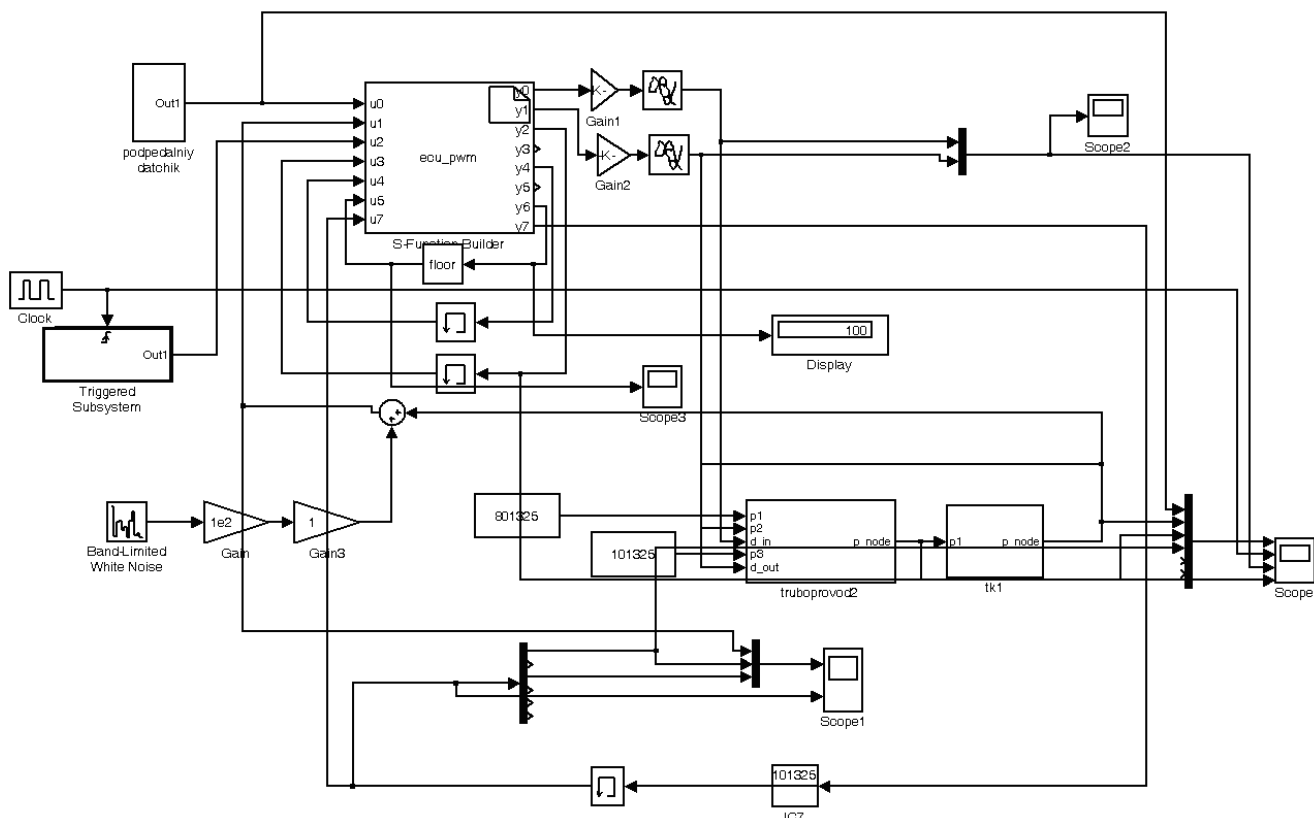 Out1
podpedalniy
datchik
u0
u1
u2
u3
u4
u5
u7
ecu_pwm
y0
y1
y2
y3
y4
y5
y6
y7
S-Function Builder
-K-
Gain1
-K-
Gain2
Scope2
floor
Clock
Out1
Triggered
Subsystem
100
Display
Scope3
Band-Limited
White Noise
1e2
Gain
1
Gain3
801325
101325
p1
p2
d_in
p3
d_out
p_node
truboprovod2
p1
p_node
tk1
Scope
Scope1
101325
IC7